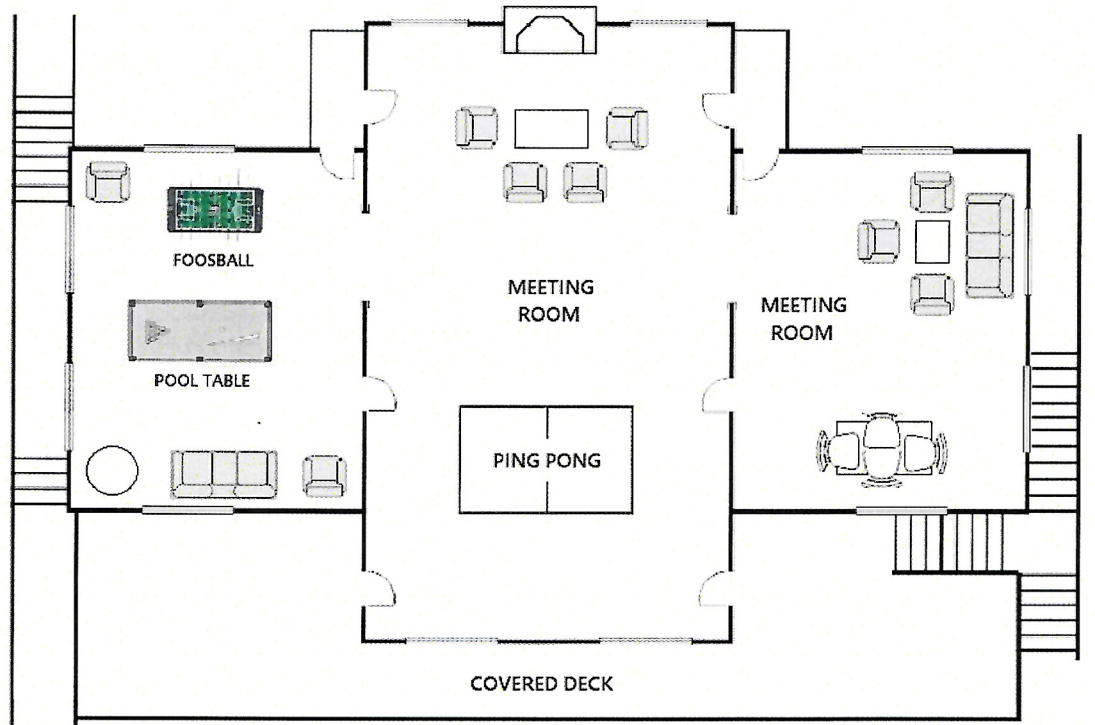 FOOSBALL
MEETING
ROOM
MEETING
ROOM
POOL TABLE
PING PONG
COVERED DECK